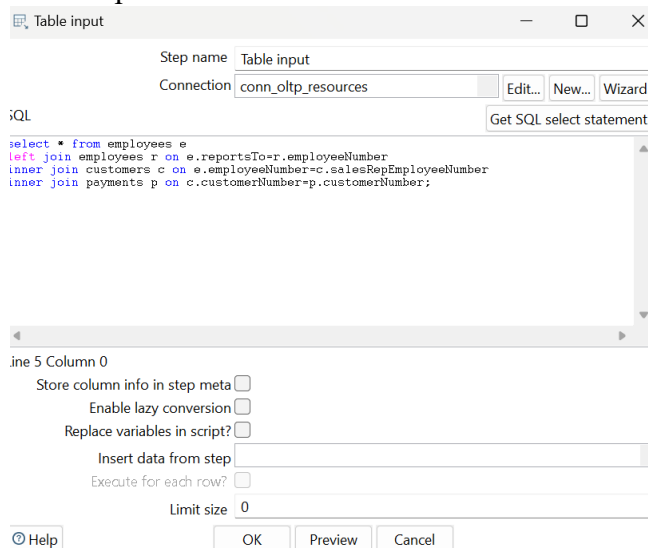 Table input
Step name Table input
Connection conn_oltp_resources Edit... New... Wizard
SQL Get SQL select statement
select * from employees e
left join employees r on e.reportsTo=r.employeeNumber
inner join customers c on e.employeeNumber=c.salesRepEmployeeNumber
inner join payments p on c.customerNumber=p.customerNumber;
Line 5 Column 0
Store column info in step meta
Enable lazy conversion
Replace variables in script?
Insert data from step
Execute for each row?
Limit size 0
Help OK Preview Cancel